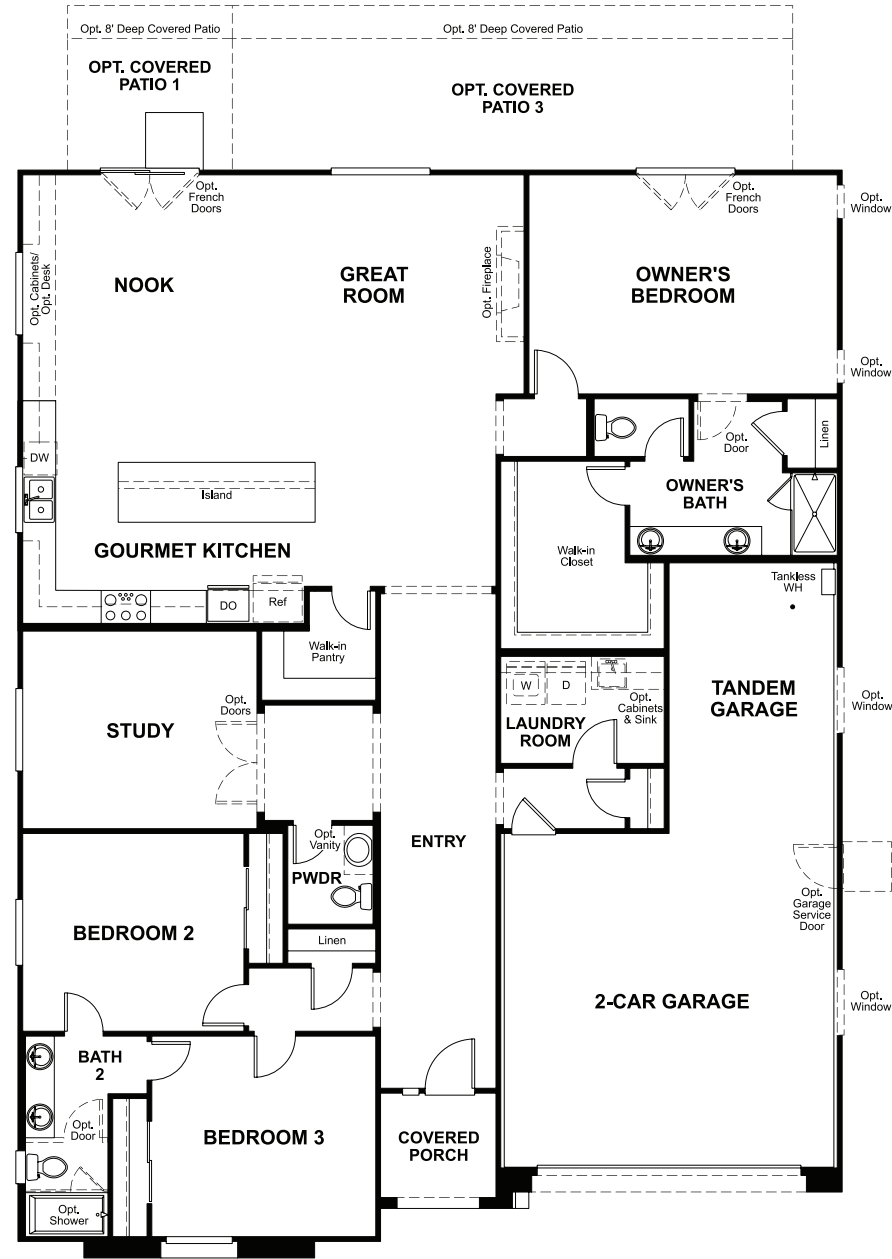 Opt. 8' Deep Covered Patio
Opt. 8' Deep Covered Patio
OPT. COVERED
PATIO 1
OPT. COVERED
PATIO 3
Opt.
French
Doors
Opt.
French
Doors
Opt.
Window
Opt. Cabinets/
Opt. Desk
NOOK
GREAT
ROOM
Opt. Fireplace
OWNER'S
BEDROOM
Opt.
Window
DW
Island
GOURMET KITCHEN
DO
Ref
Opt.
Door
Linen
OWNER'S
BATH
Walk-in
Closet
Tankless
WH
Walk-in
Pantry
STUDY
Opt.
Doors
W
D
Opt.
Cabinets
& Sink
LAUNDRY
ROOM
TANDEM
GARAGE
Opt.
Window
Opt.
Vanity
PWDR
ENTRY
Opt.
Garage
Service
Door
BEDROOM 2
Linen
2-CAR GARAGE
Opt.
Window
BATH
2
Opt.
Door
BEDROOM 3
COVERED
PORCH
Opt.
Shower